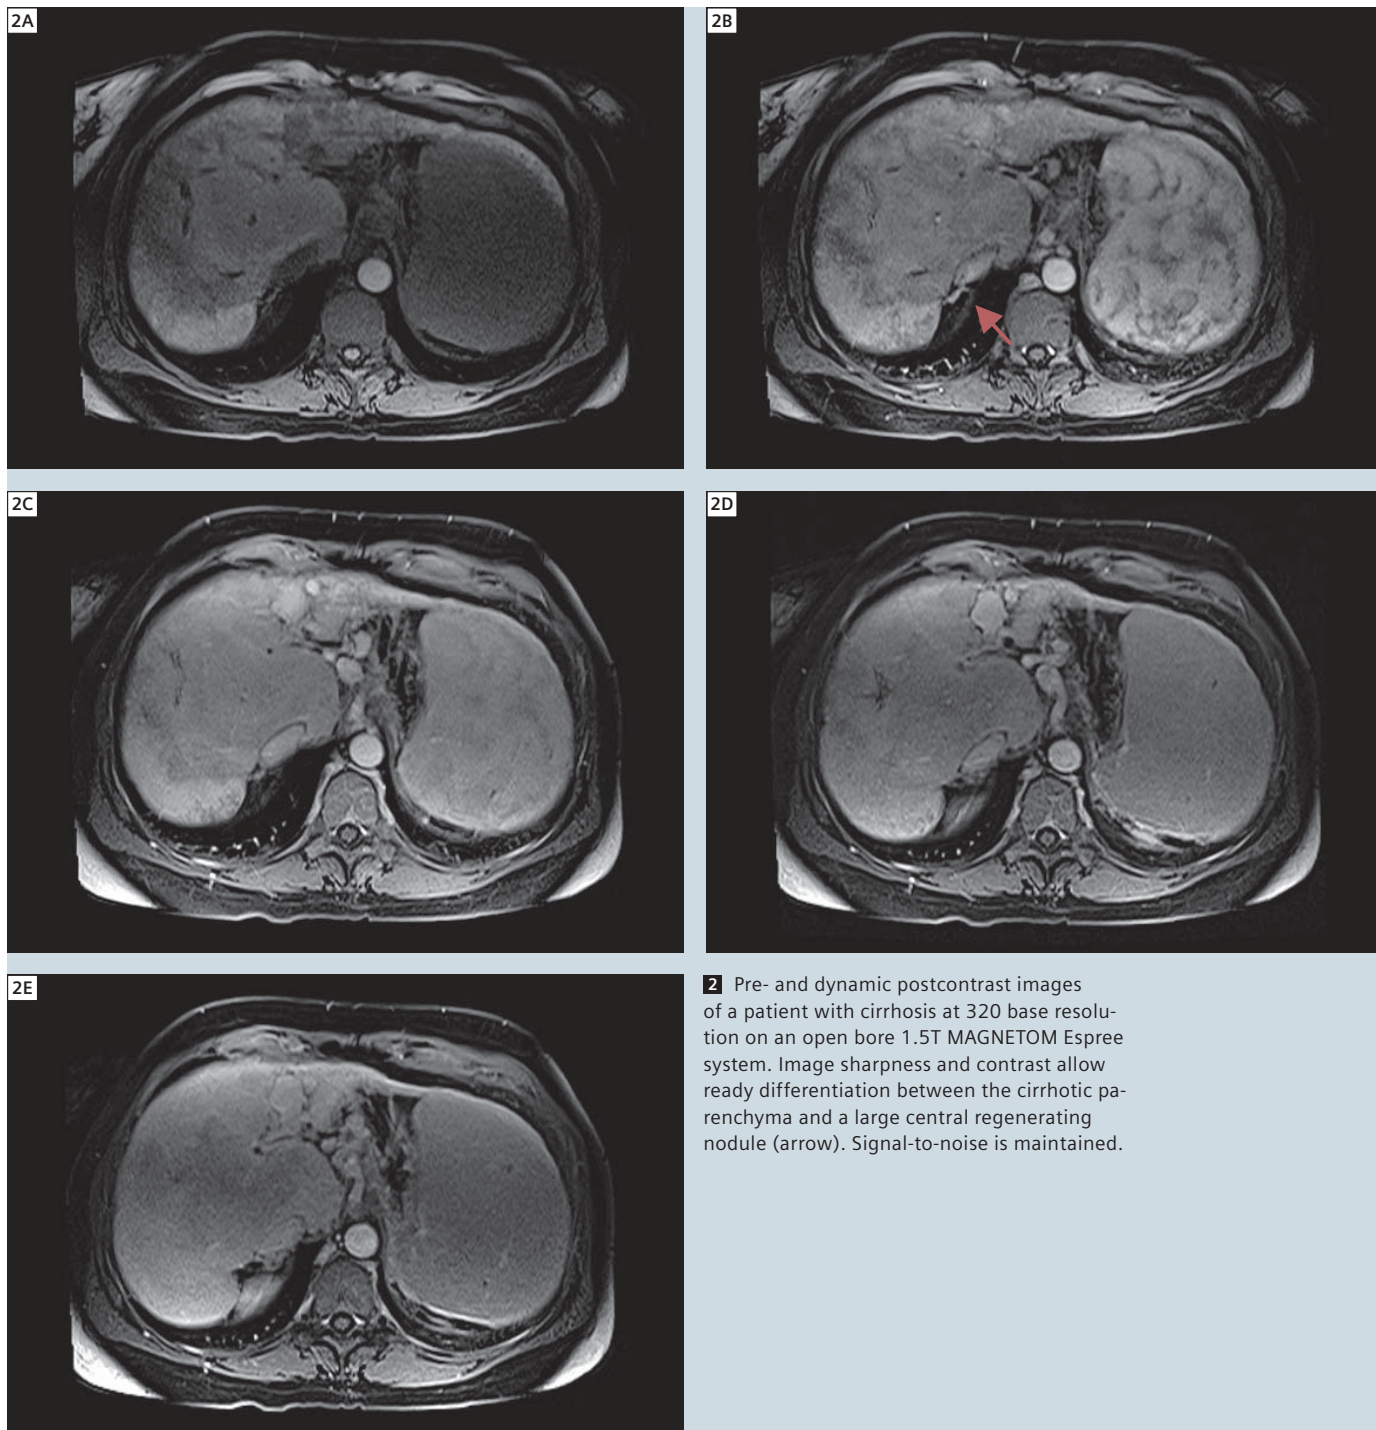 2A
2B
2C
2D
2E
2 Pre- and dynamic postcontrast images
of a patient with cirrhosis at 320 base resolu-
tion on an open bore 1.5T MAGNETOM Espree
system. Image sharpness and contrast allow
ready differentiation between the cirrhotic pa-
renchyma and a large central regenerating
nodule (arrow). Signal-to-noise is maintained.